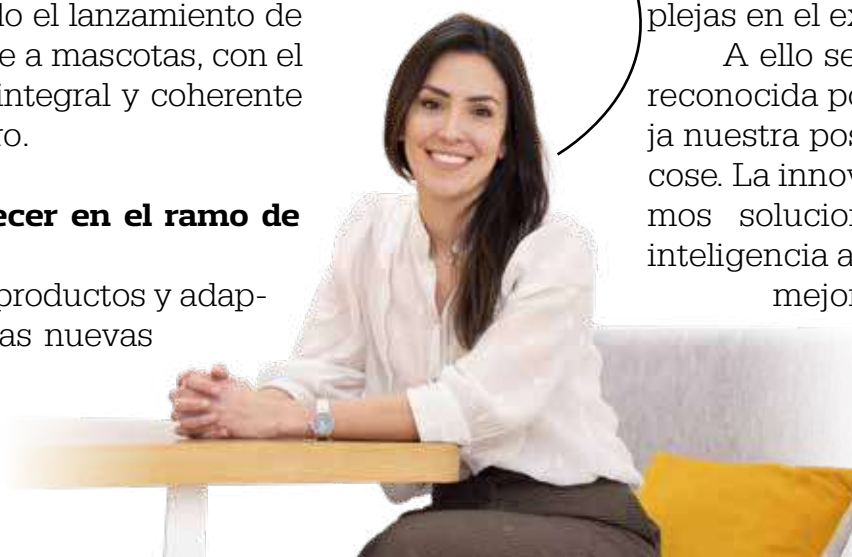 lo el lanzamiento de
e a mascotas, con el
integral y coherente
ro.
ecer en el ramo de
productos y adap-
as nuevas
plejas en el ex
A ello se
reconocida po
ja nuestra pos
cose. La innov
mos solucion
inteligencia a
mejor